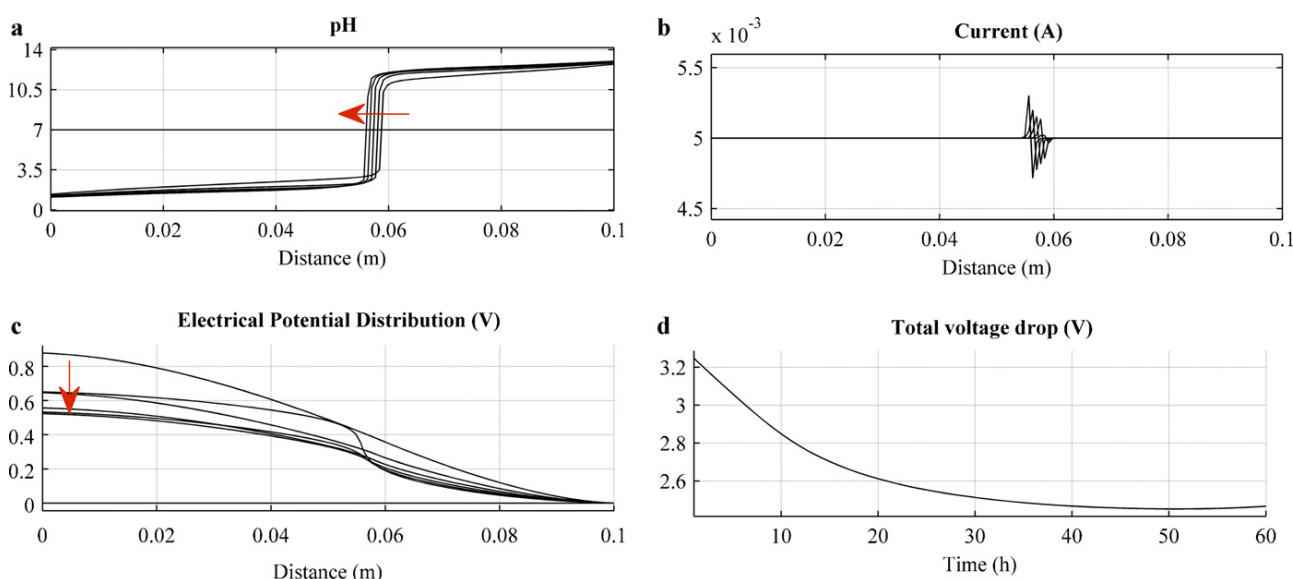 a
pH
14
10.5
7
3.5
0
0 0.02 0.04 0.06 0.08 0.1
Distance (m)
b
x 10⁻³
Current (A)
5.5
5
4.5
0 0.02 0.04 0.06 0.08 0.1
Distance (m)
c
Electrical Potential Distribution (V)
0.8
0.6
0.4
0.2
0
0 0.02 0.04 0.06 0.08 0.1
Distance (m)
d
Total voltage drop (V)
3.2
3
2.8
2.6
10 20 30 40 50 60
Time (h)